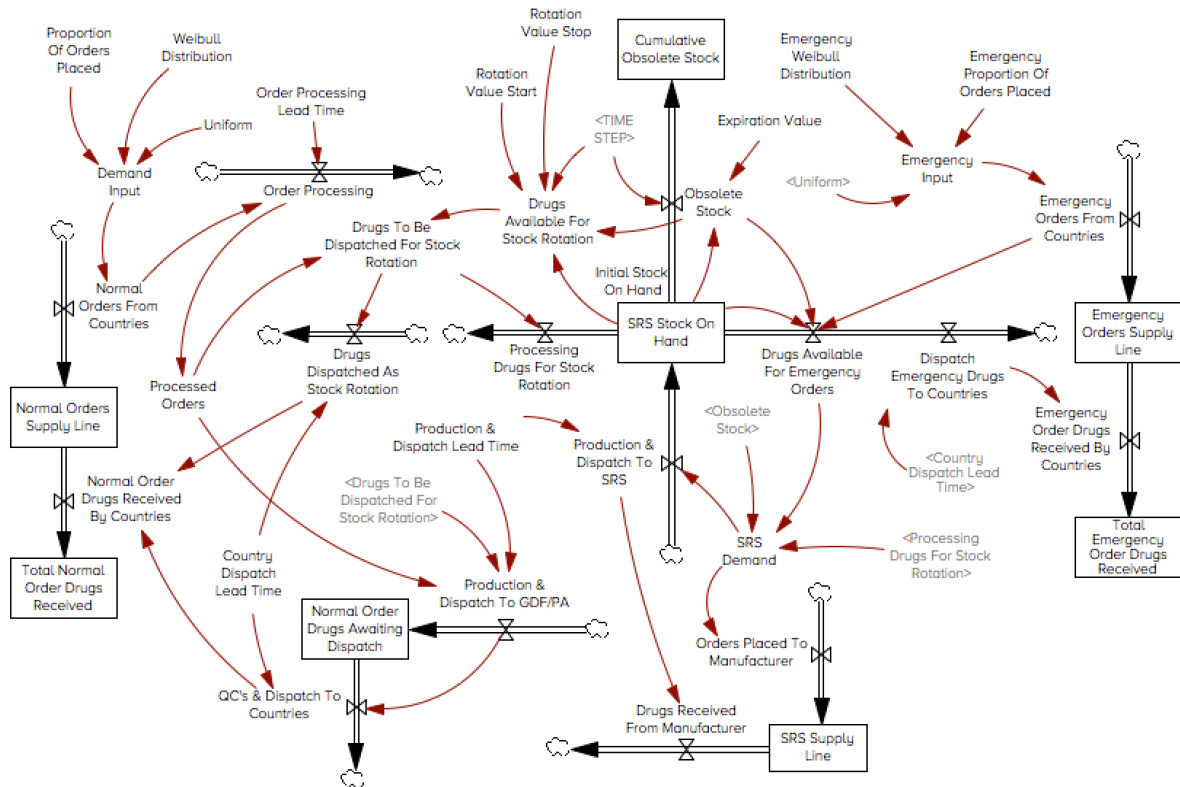 Proportion
Of Orders
Placed
Weibull
Distribution
Uniform
Order Processing
Lead Time
Demand
Input
Order Processing
Rotation
Value Stop
Rotation
Value Start
<TIME
STEP>
Cumulative
Obsolete Stock
Expiration Value
Emergency
Weibull
Distribution
Emergency
Proportion Of
Orders Placed
<Uniform>
Emergency
Input
Emergency
Orders From
Countries
Drugs
Available For
Stock Rotation
Obsolete
Stock
Drugs To Be
Dispatched For Stock
Rotation
Normal
Orders From
Countries
Initial Stock
On Hand
SRS Stock On
Hand
Emergency
Orders Supply
Line
Drugs
Dispatched As
Stock Rotation
Processing
Drugs For Stock
Rotation
Drugs Available
For Emergency
Orders
Dispatch
Emergency Drugs
To Countries
Processed
Orders
Normal Orders
Supply Line
Production &
Dispatch Lead Time
Production &
Dispatch To
SRS
<Obsolete
Stock>
Emergency
Order Drugs
Received By
Countries
<Country
Dispatch Lead
Time>
Normal Order
Drugs Received
By Countries
<Drugs To Be
Dispatched For
Stock Rotation>
SRS
Demand
<Processing
Drugs For Stock
Rotation>
Total
Emergency
Order Drugs
Received
Total Normal
Order Drugs
Received
Country
Dispatch
Lead Time
Production &
Dispatch To GDF/PA
Normal Order
Drugs Awaiting
Dispatch
Orders Placed To
Manufacturer
QC's & Dispatch To
Countries
Drugs Received
From Manufacturer
SRS Supply
Line